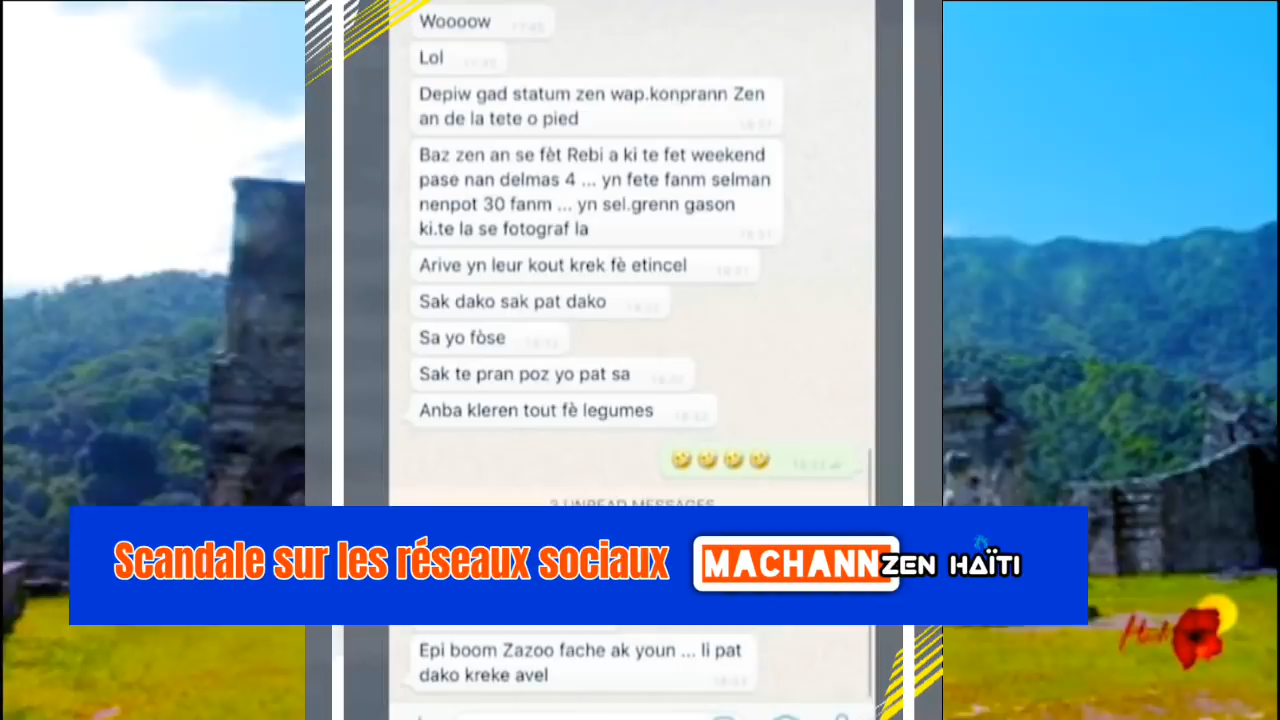 Woooow
Lol
Depiw gad statum zen wap.konprann Zen
an de la tete o pied
Baz zen an se fèt Rebi a ki te fet weekend
pase nan delmas 4 ... yn fete fanm selman
nenpot 30 fanm ... yn sel.grenn gason
ki.te la se fotograf la
Arive yn leur kout krek fè etincel
Sak dako sak pat dako
Sa yo fòse
Sak te pran poz yo pat sa
Anba kleren tout fè legumes
UNREAD MESSAGES
Scandale sur les réseaux sociaux
MACHANN ZEN HAÏTI
Epi boom Zazoo fache ak youn ... li pat
dako kreke avel